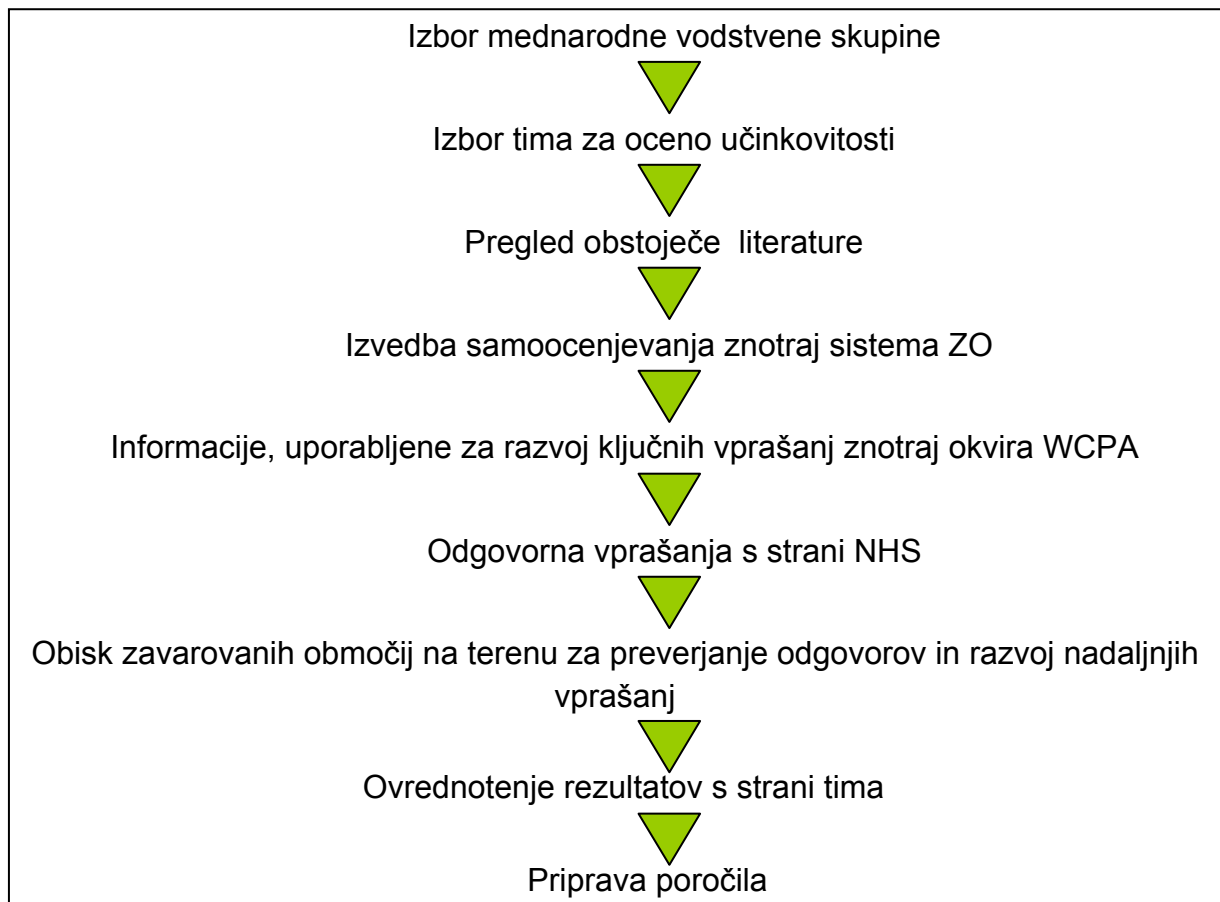 Izbor mednarodne vodstvene skupine
Izbor tima za oceno učinkovitosti
Pregled obstoječe literature
Izvedba samoocenjevanja znotraj sistema ZO
Informacije, uporabljene za razvoj ključnih vprašanj znotraj okvira WCPA
Odgovorna vprašanja s strani NHS
Obisk zavarovanih območij na terenu za preverjanje odgovorov in razvoj nadaljnjih
vprašanj
Ovrednotenje rezultatov s strani tima
Priprava poročila